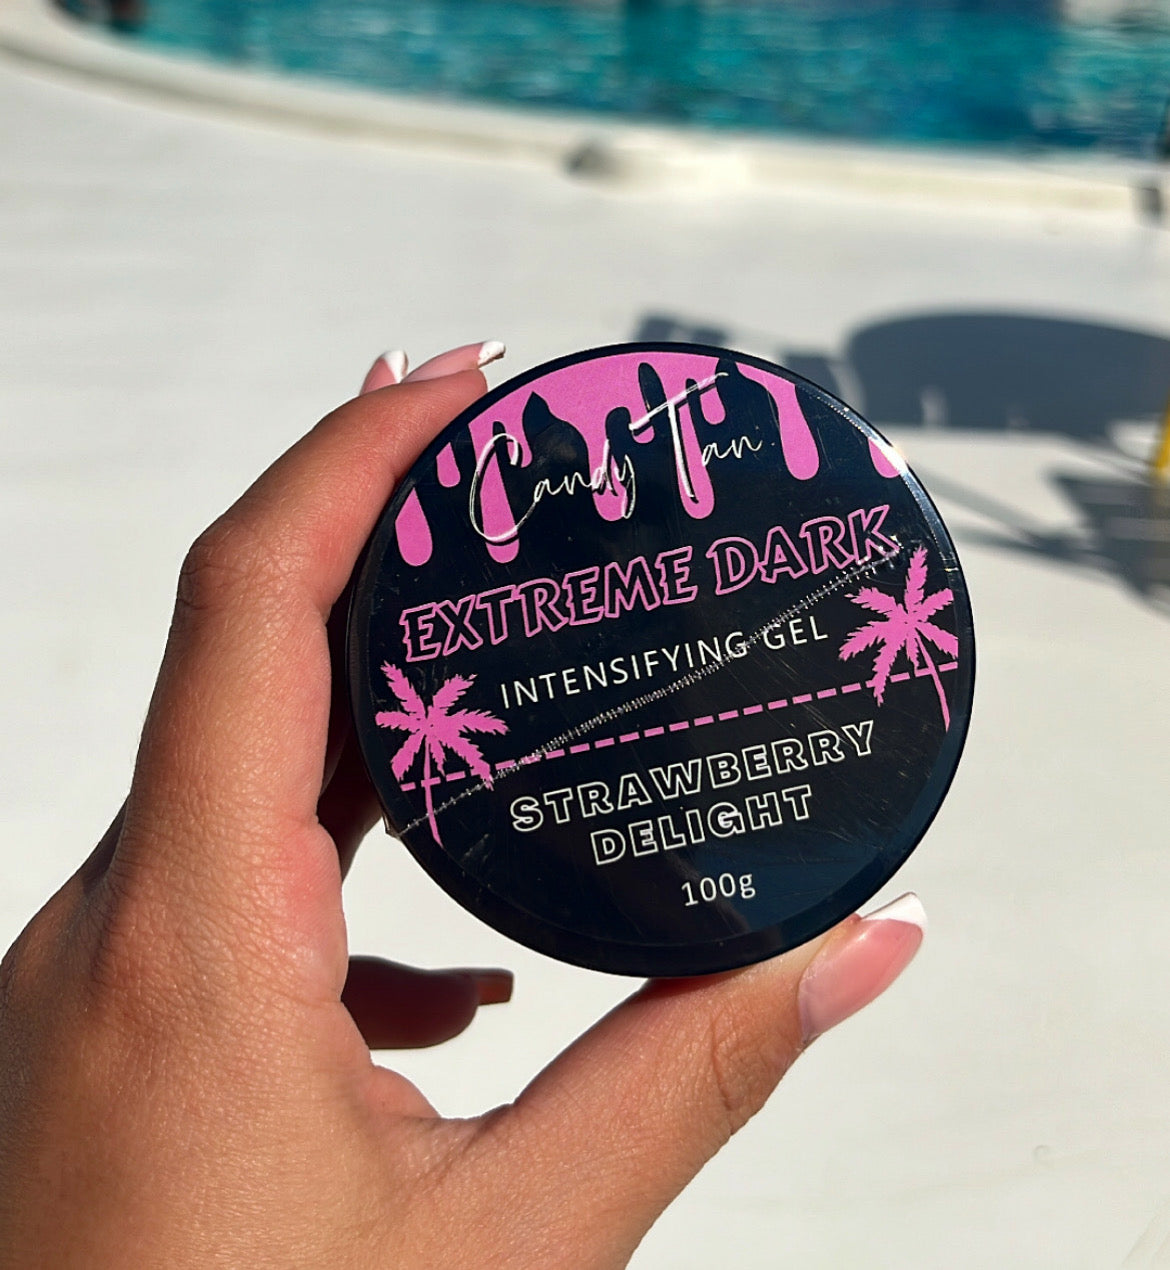 Candy Tan
EXTREME DARK
INTENSIFYING GEL
STRAWBERRY
DELIGHT
100g